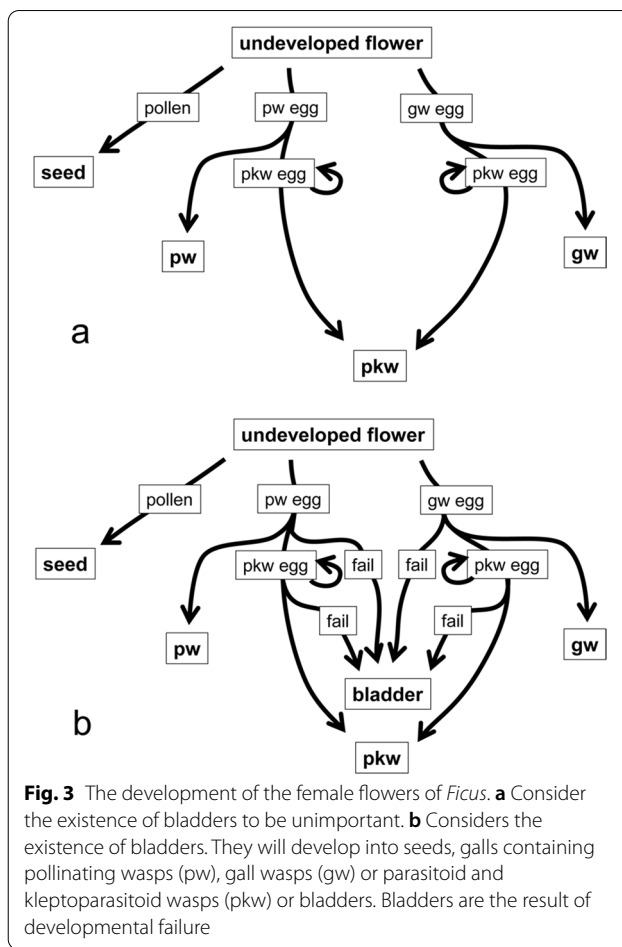 undeveloped flower
pollen
pw egg
gw egg
seed
pkw egg
pkw egg
pw
gw
a
pkw
undeveloped flower
pollen
pw egg
gw egg
seed
pkw egg
fail
fail
pkw egg
fail
fail
pw
gw
bladder
b
pkw
Fig. 3 The development of the female flowers of Ficus. a Consider
the existence of bladders to be unimportant. b Considers the
existence of bladders. They will develop into seeds, galls containing
pollinating wasps (pw), gall wasps (gw) or parasitoid and
kleptoparasitoid wasps (pkw) or bladders. Bladders are the result of
developmental failure